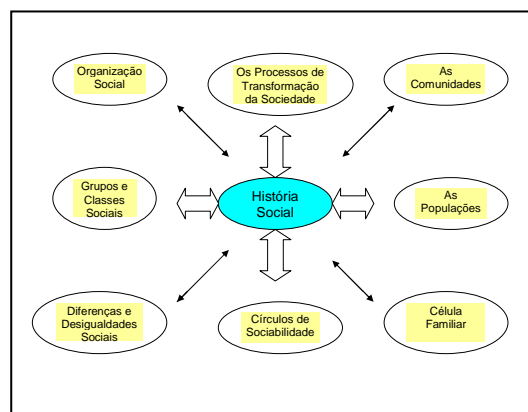 Organização
Social
Os Processos de
Transformação
da Sociedade
As
Comunidades
Grupos e
Classes
Sociais
História
Social
As
Populações
Diferenças e
Desigualdades
Sociais
Círculos de
Sociabilidade
Célula
Familiar